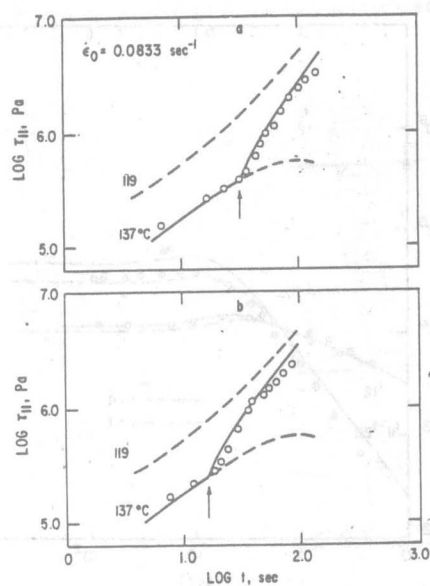 a
ε̇0 = 0.0833 sec-1
7.0
6.0
5.0
LOG τ11, Pa
119
137 °C
b
7.0
6.0
5.0
LOG τ11, Pa
119
137 °C
0
1.0
2.0
3.0
LOG t, sec